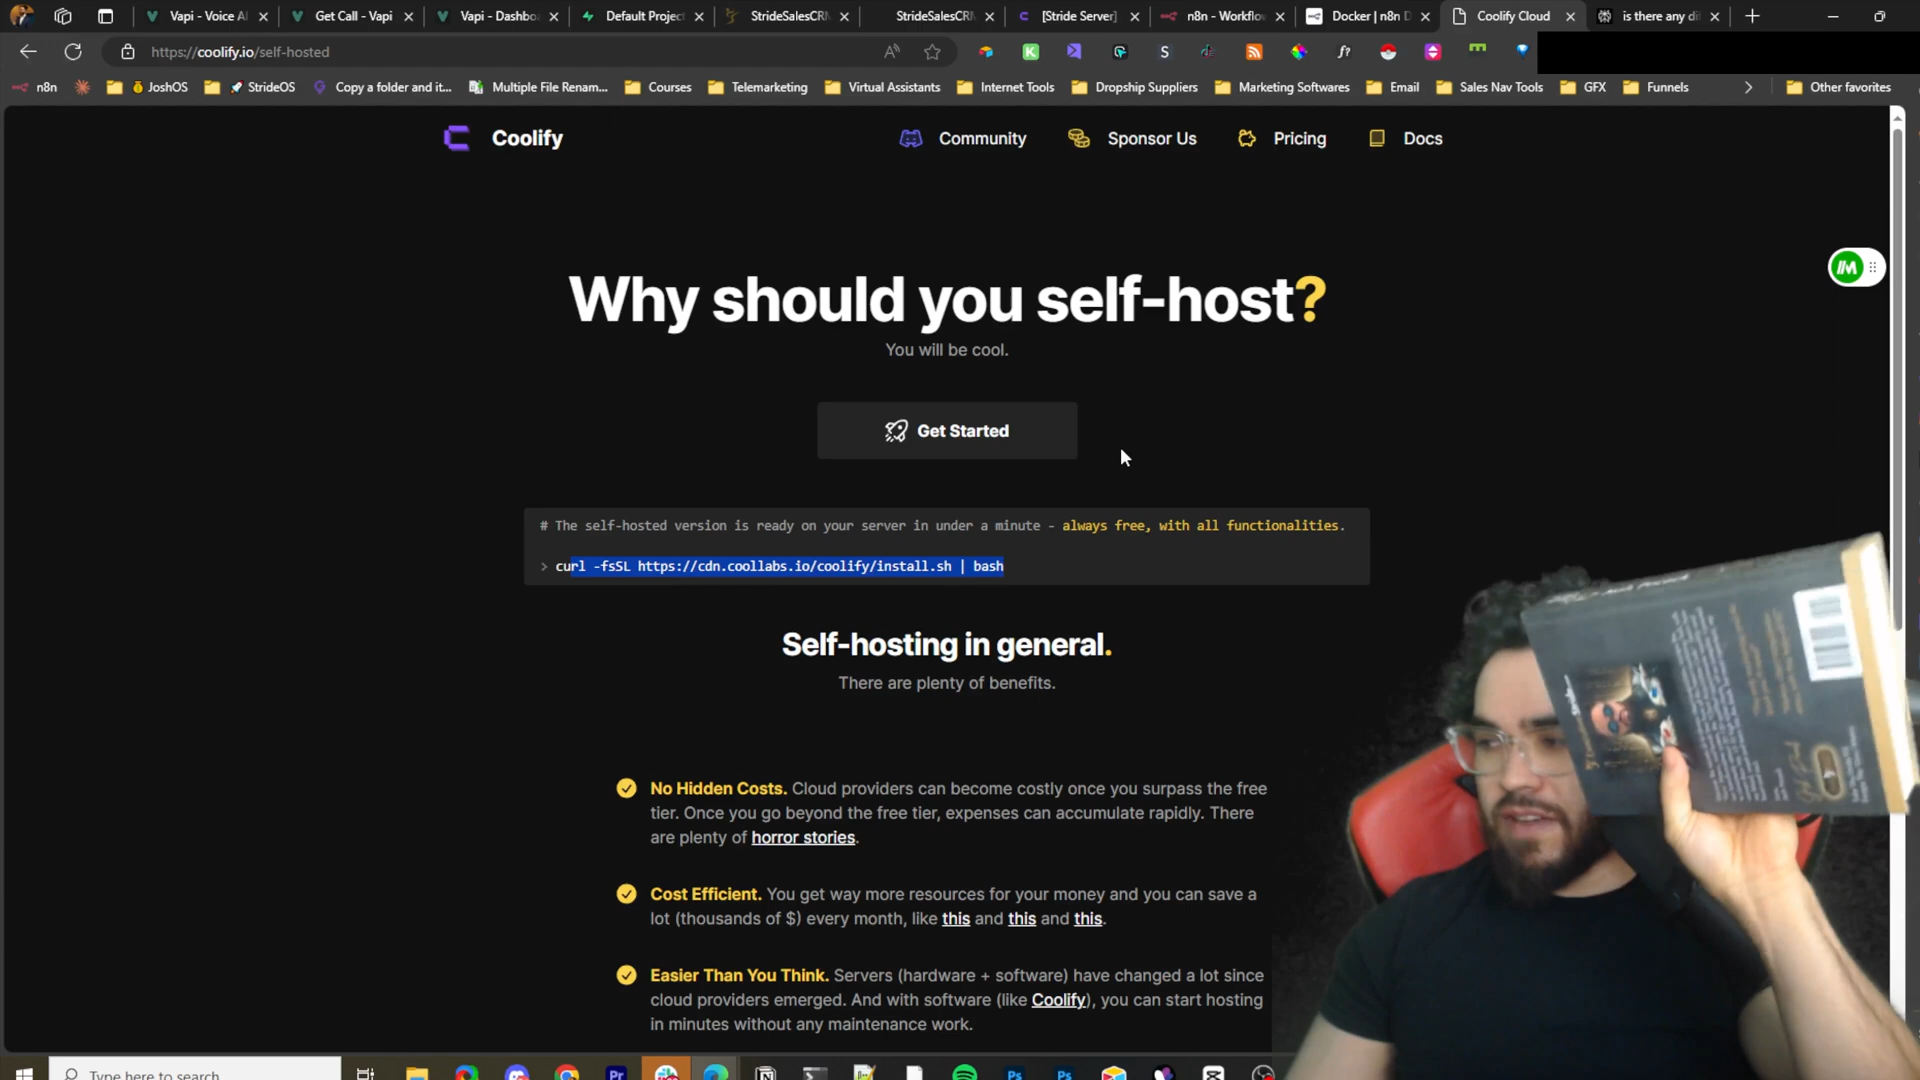 Vapi - Voice AI
Get Call - Vapi
Vapi - Dashbo
Default Project
StrideSalesCRM
StrideSalesCRM
[Stride Server]
n8n - Workflow
Docker | n8n D
Coolify Cloud
is there any di
https://coolify.io/self-hosted
n8n
JoshOS
StrideOS
Copy a folder and it...
Multiple File Renam...
Courses
Telemarketing
Virtual Assistants
Internet Tools
Dropship Suppliers
Marketing Softwares
Email
Sales Nav Tools
GFX
Funnels
Other favorites
Coolify
Community
Sponsor Us
Pricing
Docs
Why should you self-host?
You will be cool.
Get Started
# The self-hosted version is ready on your server in under a minute - always free, with all functionalities.
> curl -fsSL https://cdn.coollabs.io/coolify/install.sh | bash
Self-hosting in general.
There are plenty of benefits.
No Hidden Costs. Cloud providers can become costly once you surpass the free
tier. Once you go beyond the free tier, expenses can accumulate rapidly. There
are plenty of horror stories.
Cost Efficient. You get way more resources for your money and you can save a
lot (thousands of $) every month, like this and this and this.
Easier Than You Think. Servers (hardware + software) have changed a lot since
cloud providers emerged. And with software (like Coolify), you can start hosting
in minutes without any maintenance work.
Type here to search